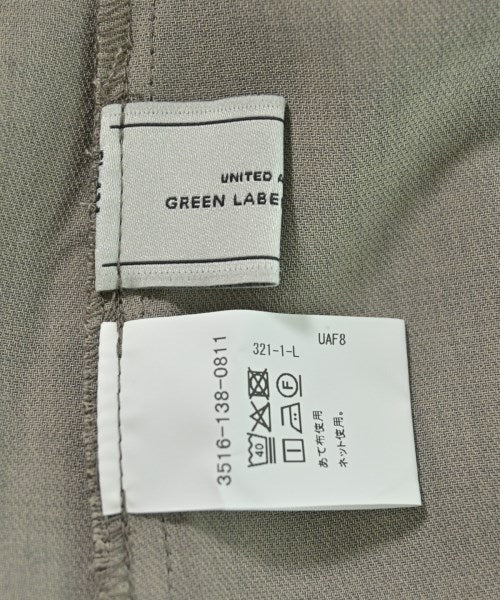 UNITED A
GREEN LABE
3516-138-0811
321-1-L
UAF8
40
F
あて布使用
ネット使用。